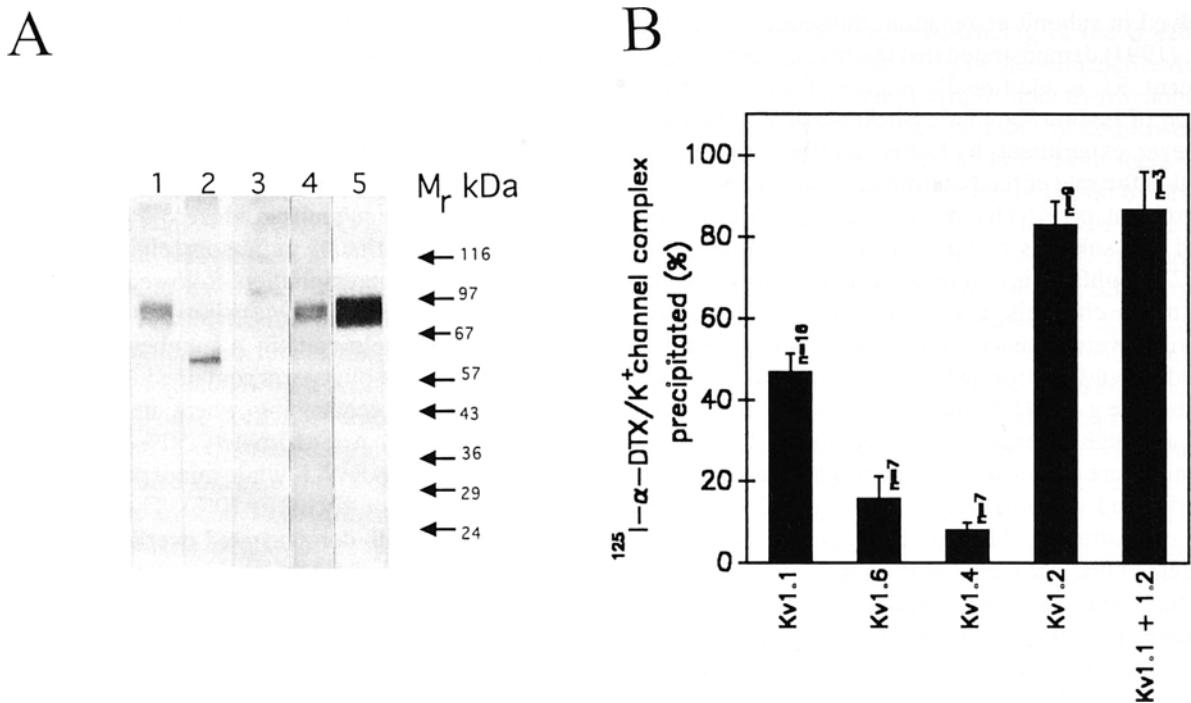 A
1 2 3 4 5 Mr kDa
116
97
67
57
43
36
29
24
B
125I-α-DTX/K+channel complex
precipitated (%)
100
80
60
40
20
0
n=16
n=7
n=7
n=9
n=3
Kv1.1
Kv1.6
Kv1.4
Kv1.2
Kv1.1 + 1.2